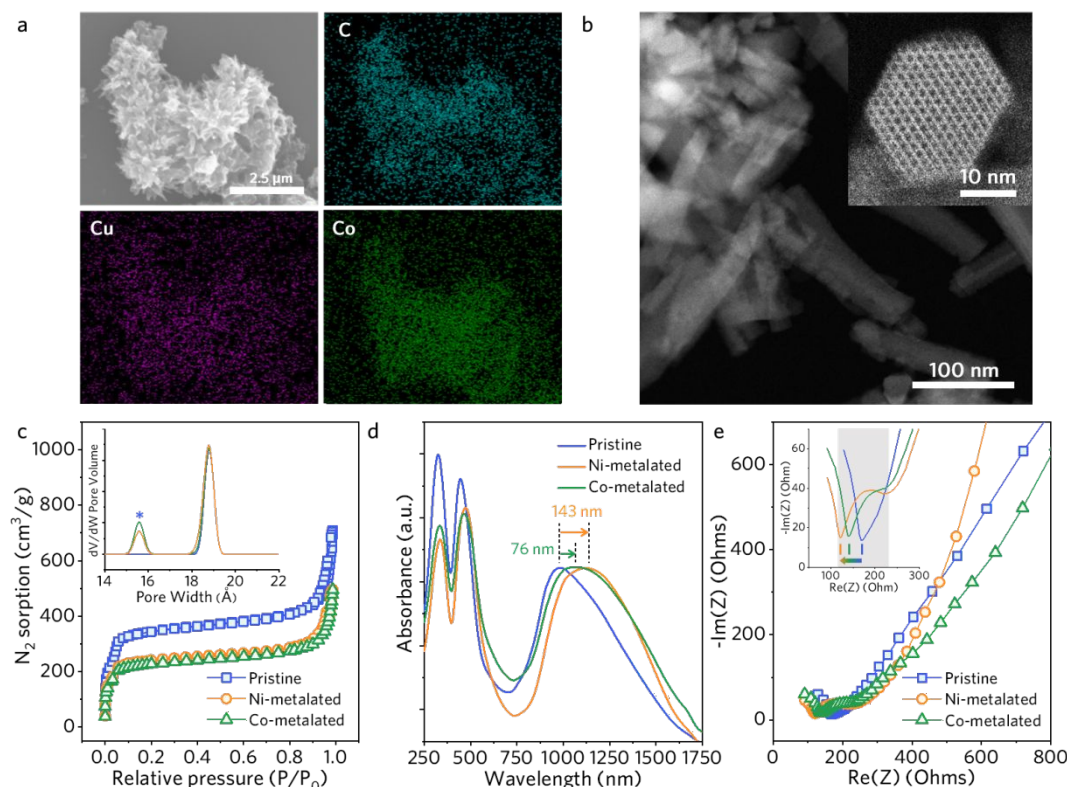 a
C
b
2.5 µm
10 nm
Cu
Co
100 nm
c
N2 sorption (cm3/g)
1000
800
600
400
200
0
dV/dW Pore Volume
*
14 16 18 20 22
Pore Width (Å)
Pristine
Ni-metalated
Co-metalated
0.0 0.2 0.4 0.6 0.8 1.0
Relative pressure (P/P0)
d
Absorbance (a.u.)
Pristine
Ni-metalated
Co-metalated
143 nm
76 nm
250 500 750 1000 1250 1500 1750
Wavelength (nm)
e
-Im(Z) (Ohms)
600
400
200
0
-Im(Z) (Ohm)
60
40
20
0
100 200 300
Re(Z) (Ohm)
Pristine
Ni-metalated
Co-metalated
0 200 400 600 800
Re(Z) (Ohms)